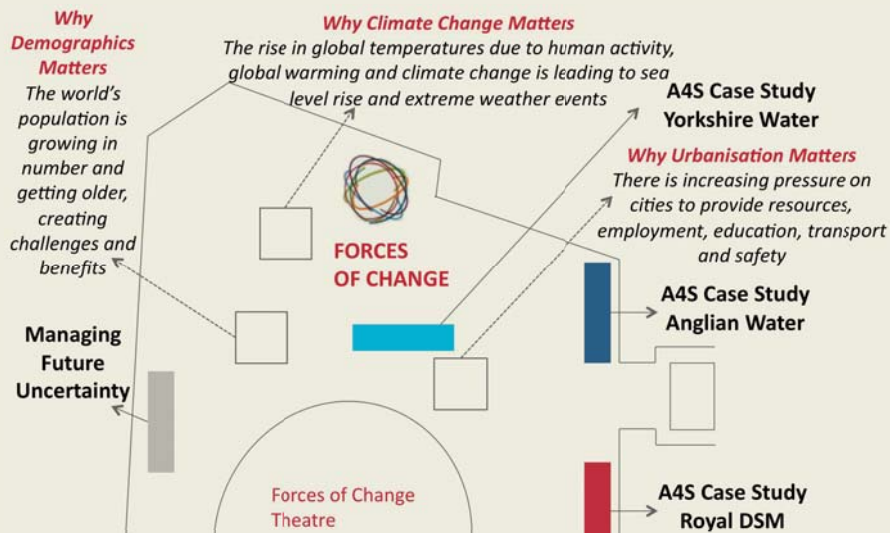 Why
Demographics
Matters
The world's
population is
growing in
number and
getting older,
creating
challenges and
benefits
Why Climate Change Matters
The rise in global temperatures due to human activity,
global warming and climate change is leading to sea
level rise and extreme weather events
A4S Case Study
Yorkshire Water
Why Urbanisation Matters
There is increasing pressure on
cities to provide resources,
employment, education, transport
and safety
FORCES
OF CHANGE
A4S Case Study
Anglian Water
Managing
Future
Uncertainty
Forces of Change
Theatre
A4S Case Study
Royal DSM